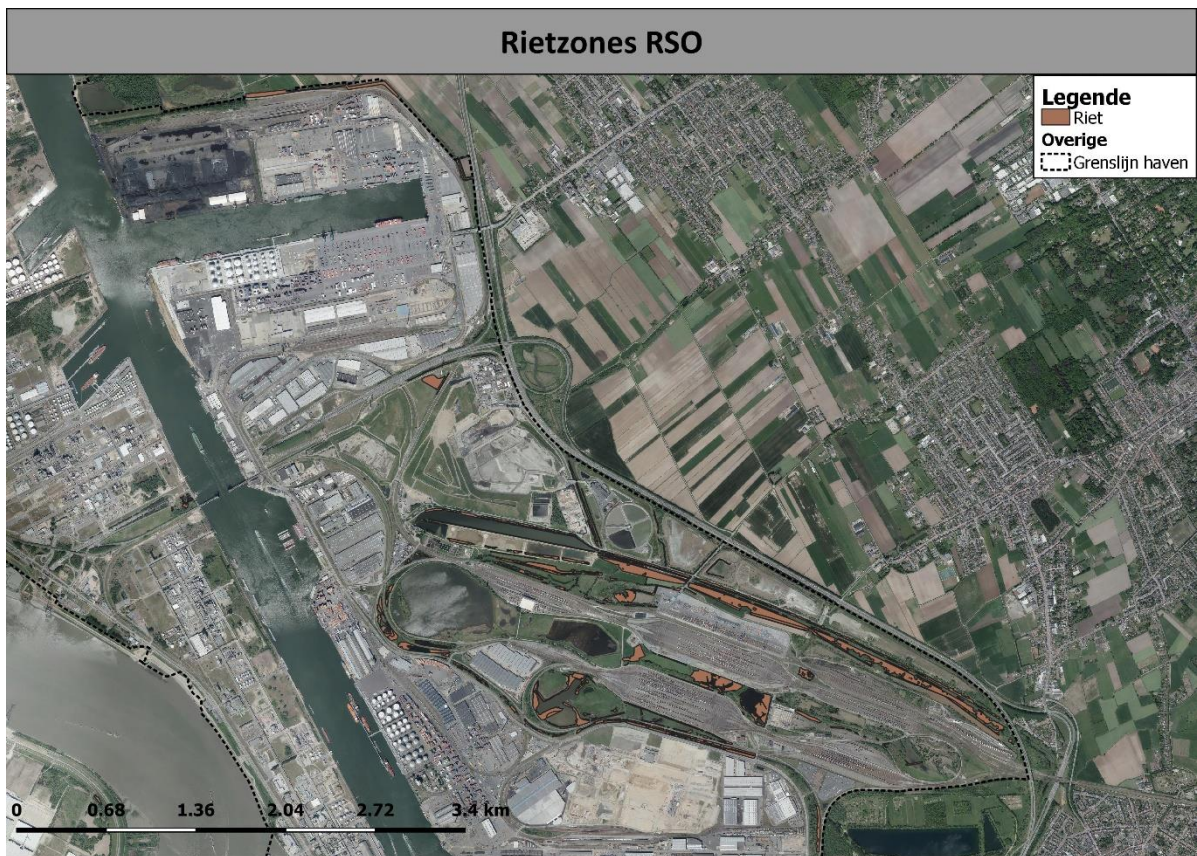 Rietzones RSO
Legende
Riet
Overige
Grenslijn haven
0 0.68 1.36 2.04 2.72 3.4 km